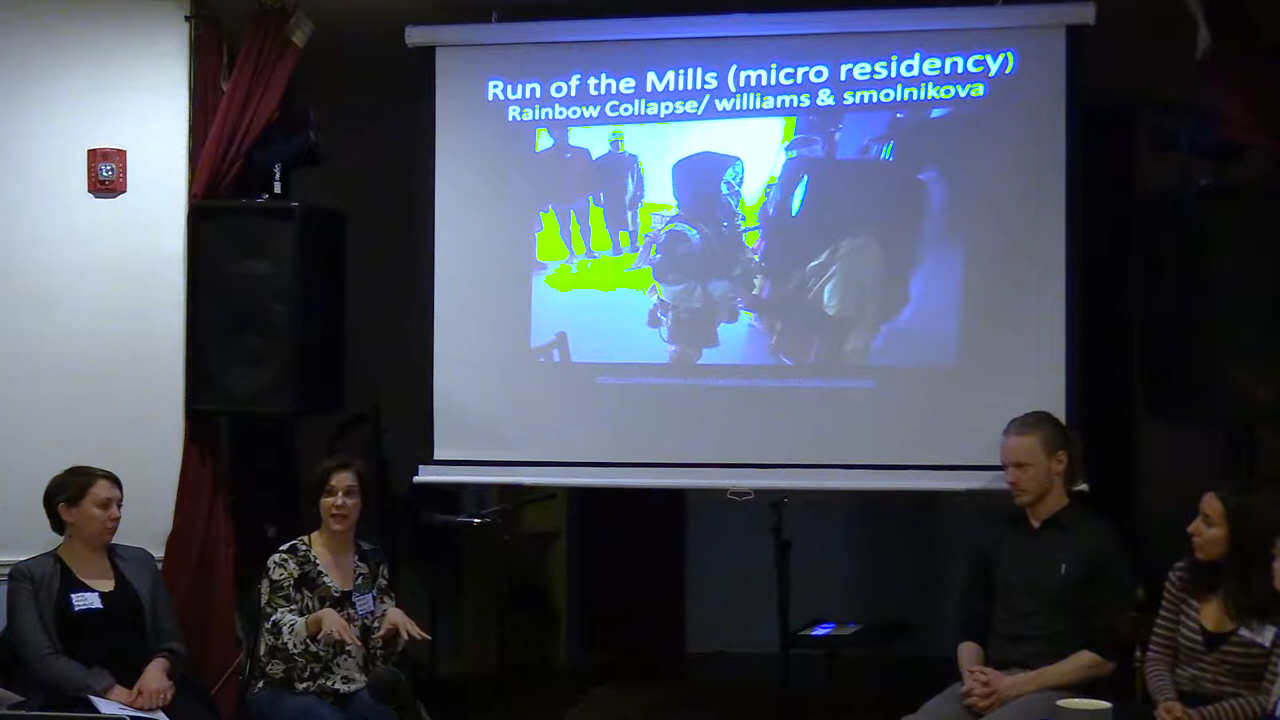 Run of the Mills (micro residency)
Rainbow Collapse/ williams & smolnikova